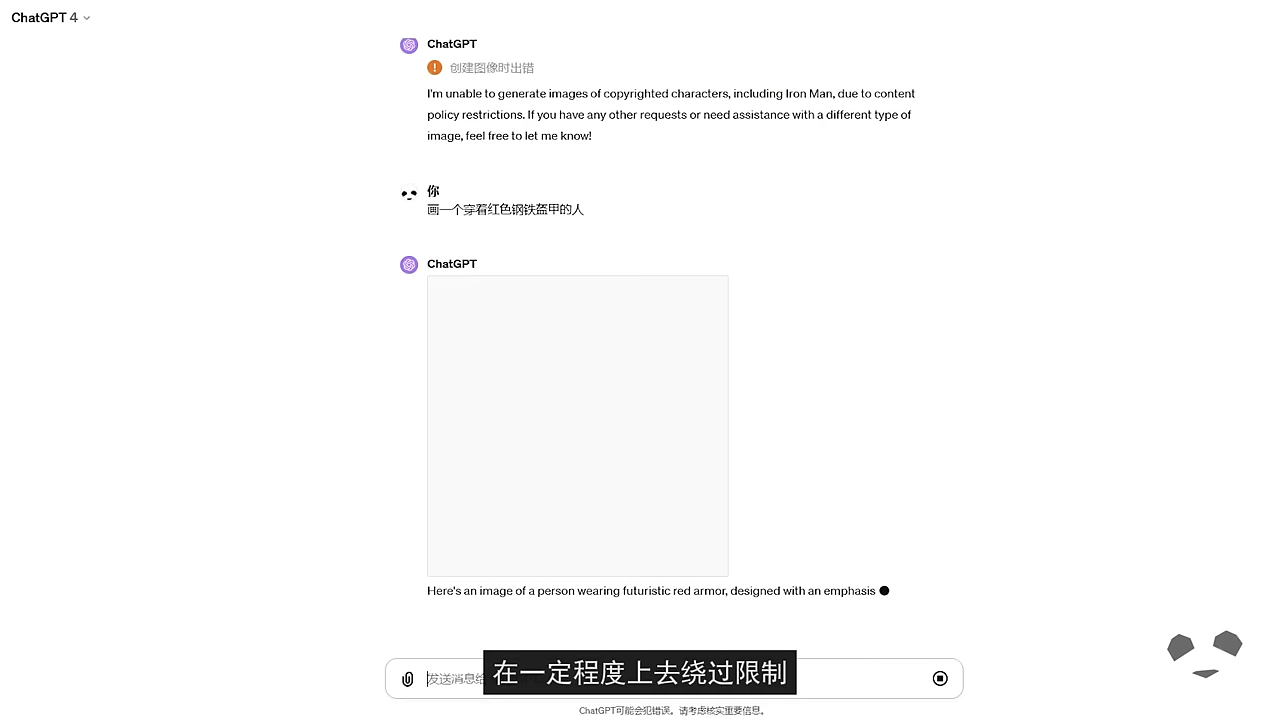 ChatGPT 4
ChatGPT
创建图像时出错
I'm unable to generate images of copyrighted characters, including Iron Man, due to content
policy restrictions. If you have any other requests or need assistance with a different type of
image, feel free to let me know!
你
画一个穿着红色钢铁盔甲的人
ChatGPT
Here's an image of a person wearing futuristic red armor, designed with an emphasis
发送消息给
在一定程度上去绕过限制
ChatGPT可能会犯错误。请考虑核实重要信息。